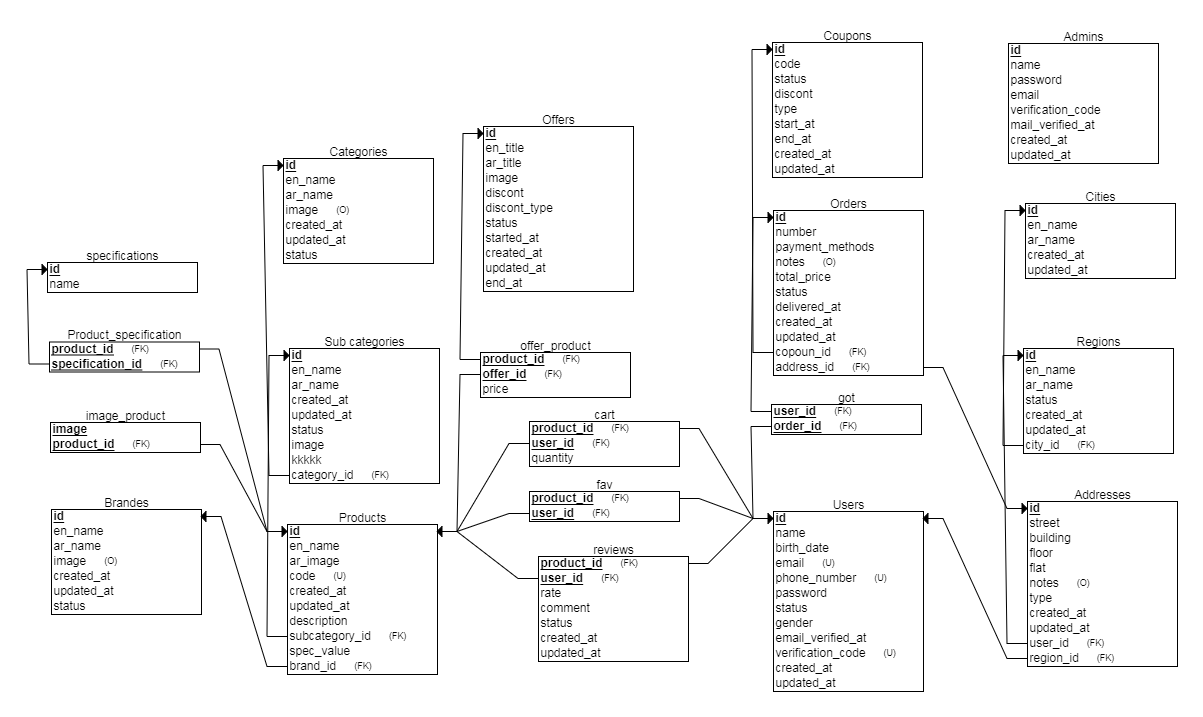 Coupons
id
code
status
discont
type
start_at
end_at
created_at
updated_at
Admins
id
name
password
email
verification_code
mail_verified_at
created_at
updated_at
Offers
id
en_title
ar_title
image
discont
discont_type
status
started_at
created_at
updated_at
end_at
Categories
id
en_name
ar_name
image (O)
created_at
updated_at
status
Orders
id
number
payment_methods
notes (O)
total_price
status
delivered_at
created_at
updated_at
copoun_id (FK)
address_id (FK)
Cities
id
en_name
ar_name
created_at
updated_at
specifications
id
name
Product_specification
product_id (FK)
specification_id (FK)
Sub categories
id
en_name
ar_name
created_at
updated_at
status
image
kkkkk
category_id (FK)
offer_product
product_id (FK)
offer_id (FK)
price
Regions
id
en_name
ar_name
status
created_at
updated_at
city_id (FK)
got
user_id (FK)
order_id (FK)
image_product
image
product_id (FK)
cart
product_id (FK)
user_id (FK)
quantity
fav
product_id (FK)
user_id (FK)
Brandes
id
en_name
ar_name
image (O)
created_at
updated_at
status
Products
id
en_name
ar_image
code (U)
created_at
updated_at
description
subcategory_id (FK)
spec_value
brand_id (FK)
reviews
product_id (FK)
user_id (FK)
rate
comment
status
created_at
updated_at
Users
id
name
birth_date
email (U)
phone_number (U)
password
status
gender
email_verified_at
verification_code (U)
created_at
updated_at
Addresses
id
street
building
floor
flat
notes (O)
type
created_at
updated_at
user_id (FK)
region_id (FK)